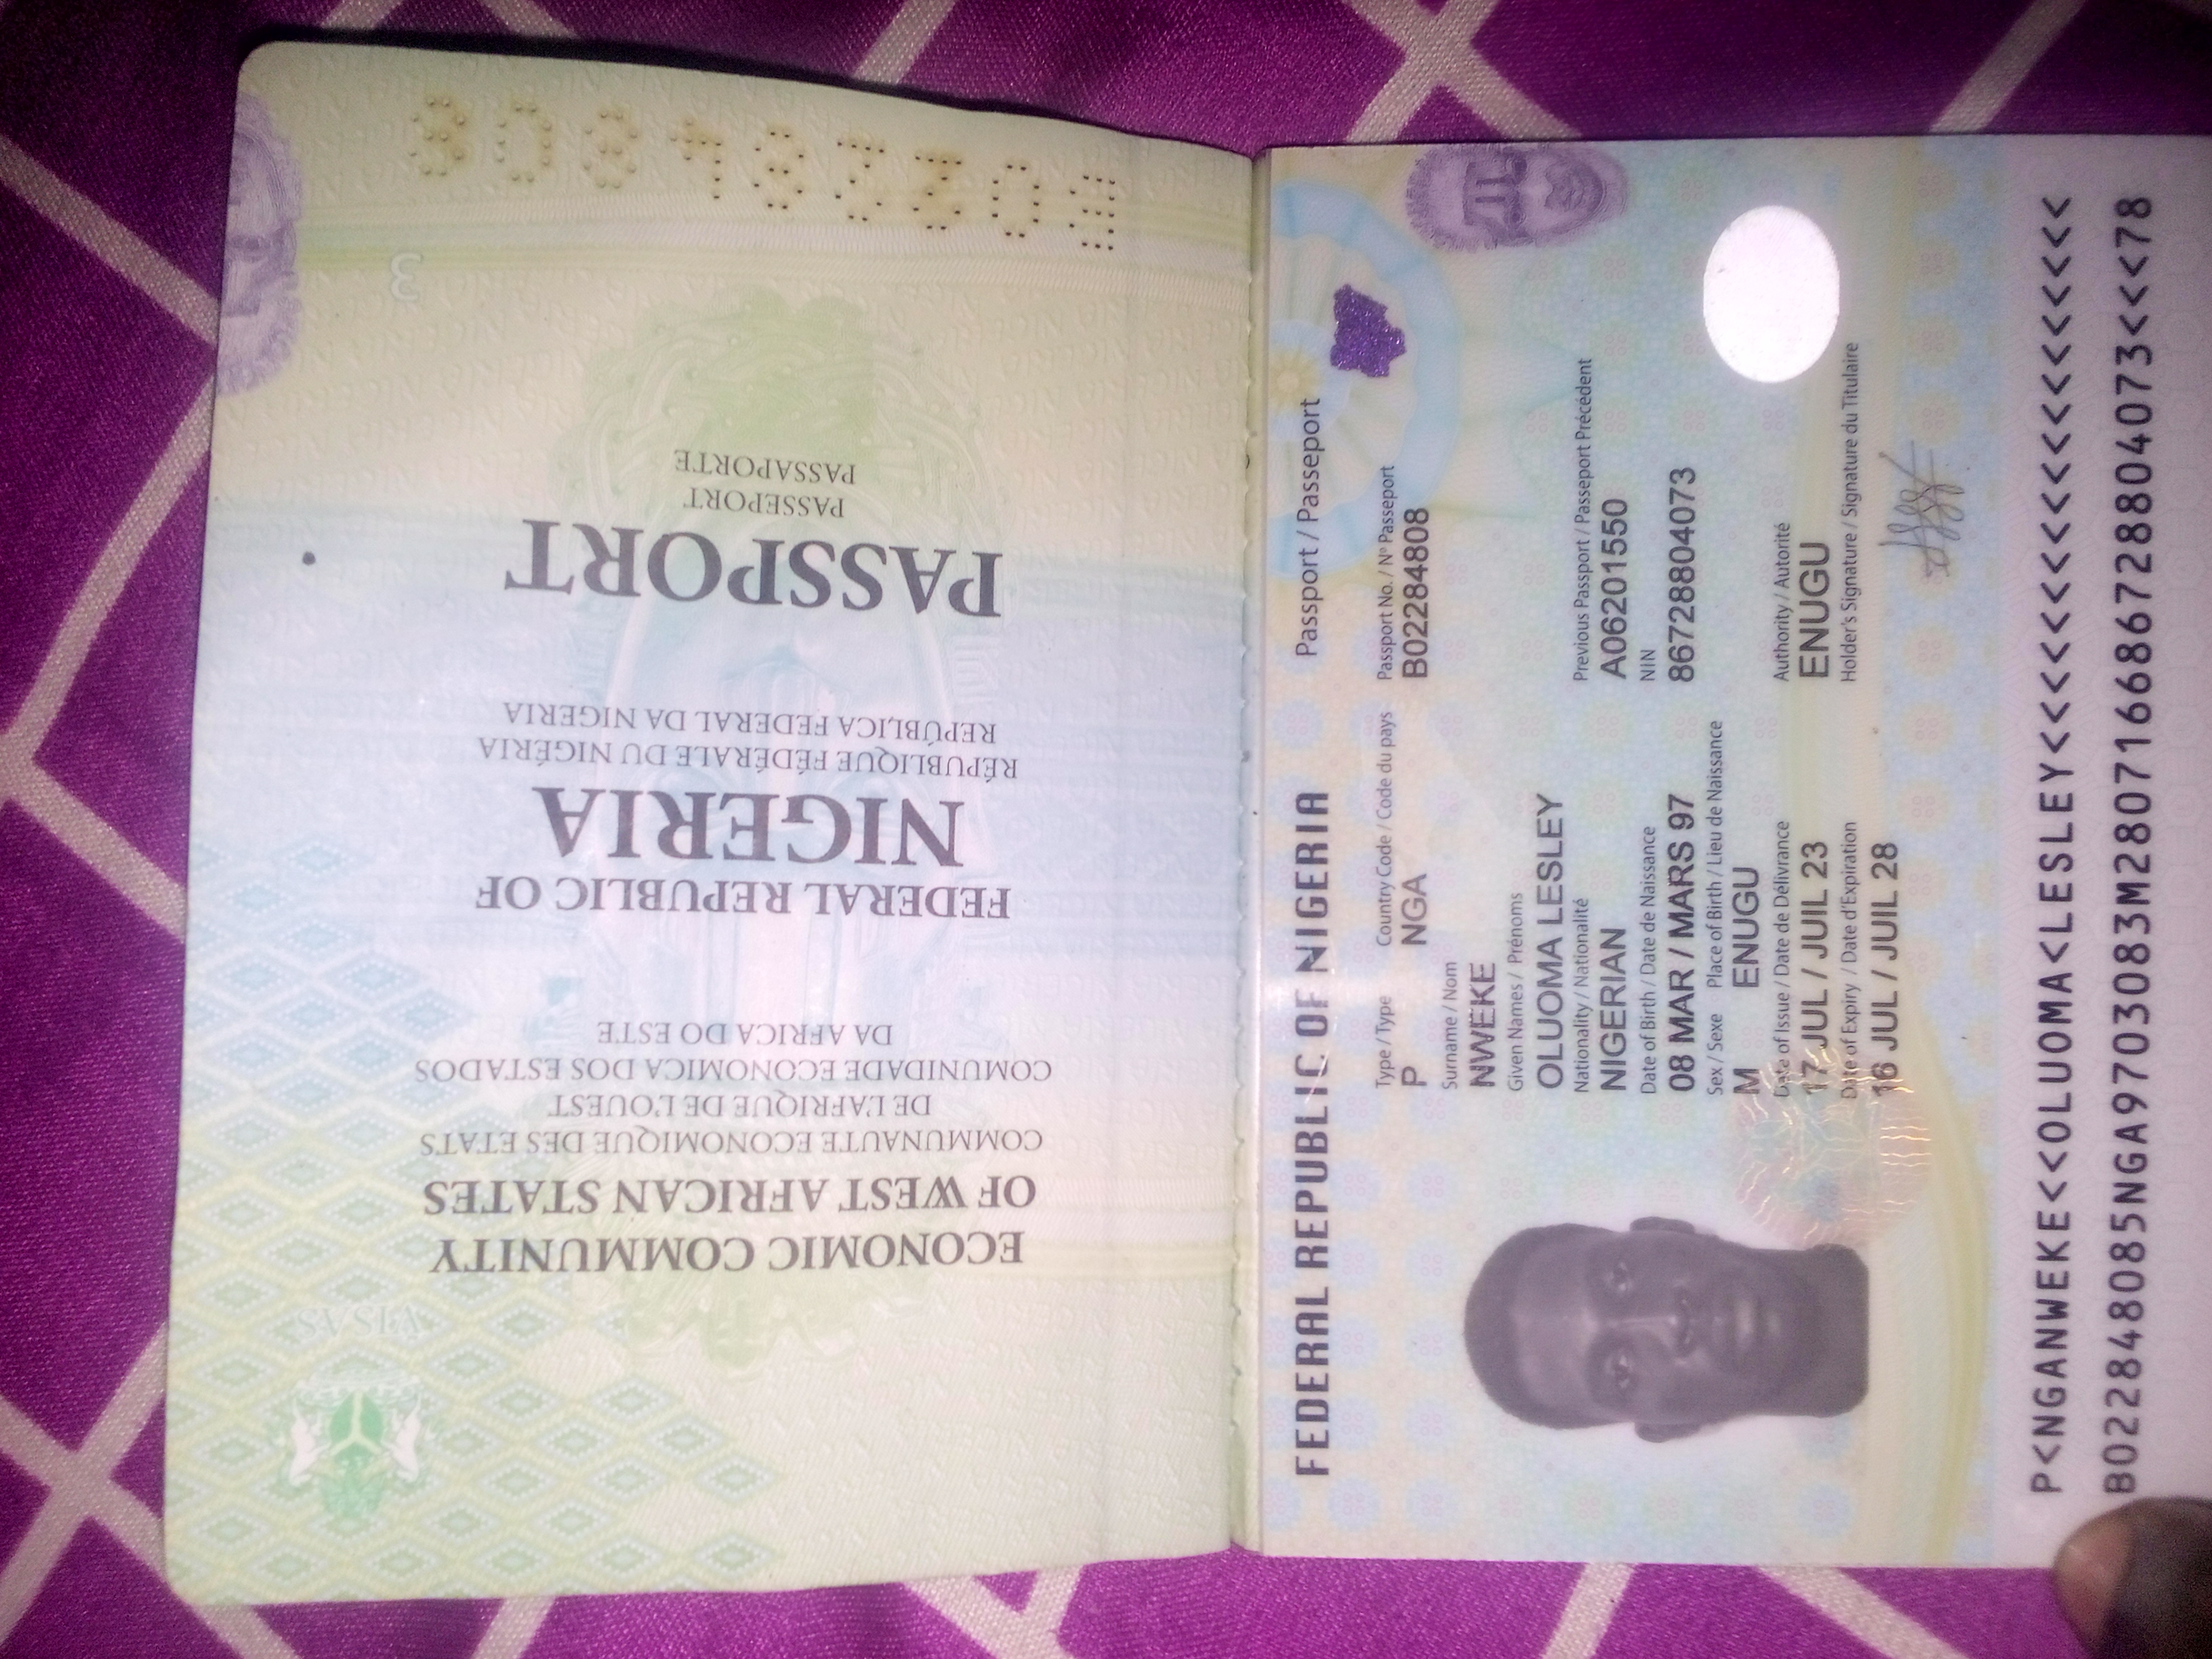 ECONOMIC COMMUNITY
OF WEST AFRICAN STATES
COMMUNAUTE ECONOMIQUE DES ETATS
DE L'AFRIQUE DE L'OUEST
COMUNIDADE ECONOMICA DOS ESTADOS
DA AFRICA DO ESTE
FEDERAL REPUBLIC OF
NIGERIA
RÉPUBLIQUE FÉDÉRALE DU NIGÉRIA
REPÚBLICA FEDERAL DA NIGERIA
PASSPORT
PASSEPORT
PASSAPORTE
VISAS
3
B02284808
FEDERAL REPUBLIC OF NIGERIA Passport / Passeport
Type / Type Country Code / Code du pays Passport No. / Nº Passeport
P NGA B02284808
Surname / Nom
NWEKE
Given Names / Prénoms
OLUOMA LESLEY
Nationality / Nationalité Previous Passport / Passeport Précédent
NIGERIAN A06201550
Date of Birth / Date de Naissance NIN
08 MAR / MARS 97 86728804073
Sex / Sexe Place of Birth / Lieu de Naissance
M ENUGU
Date of Issue / Date de Délivrance Authority / Autorité
17 JUL / JUIL 23 ENUGU
Date of Expiry / Date d'Expiration Holder's Signature / Signature du Titulaire
16 JUL / JUIL 28
P<NGANWEKE<<OLUOMA<LESLEY<<<<<<<<<<<<<<<<<<<
B022848085NGA9703083M280716686728804073<<<78